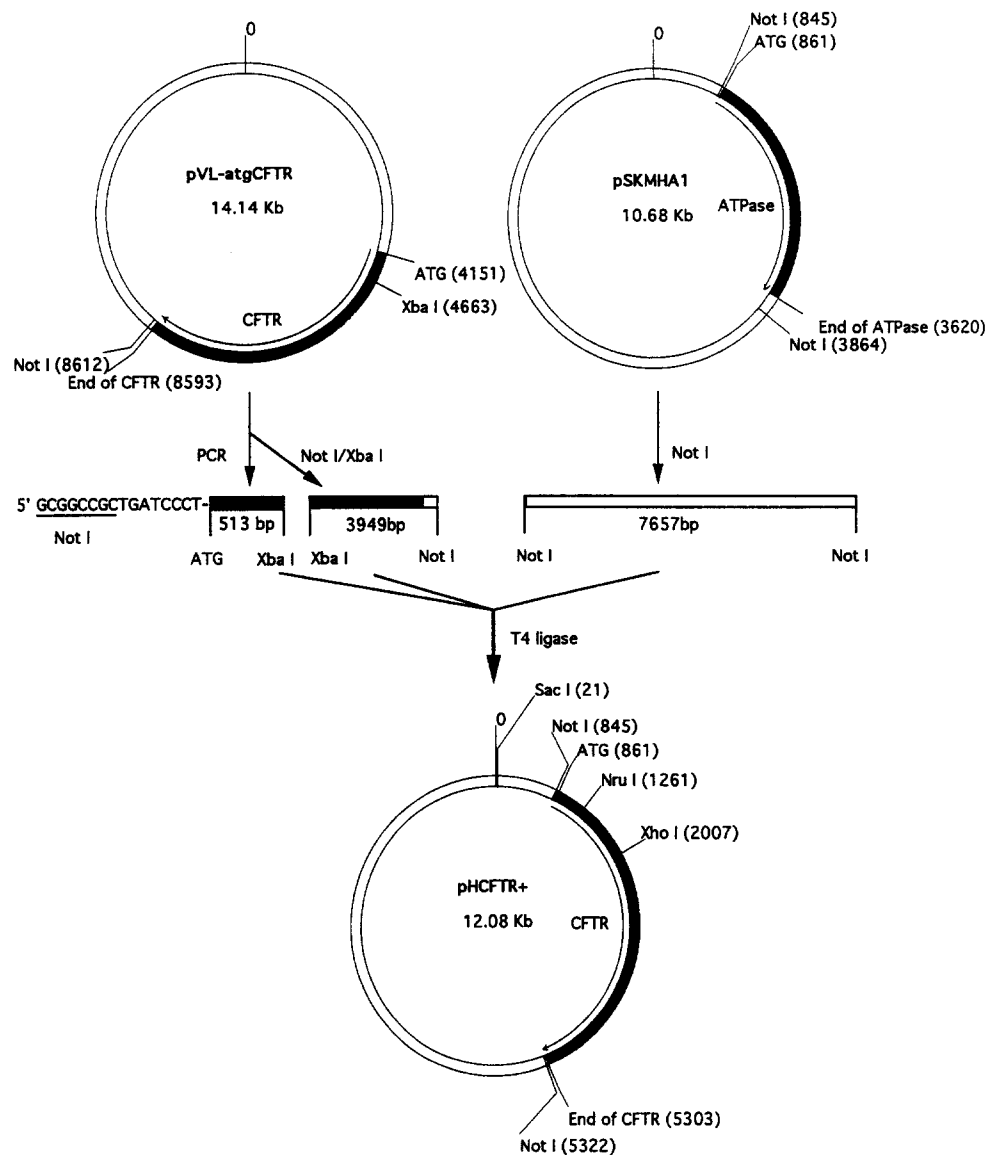 0
pVL-atgCFTR
14.14 Kb
ATG (4151)
Xba I (4663)
CFTR
Not I (8612)
End of CFTR (8593)
0
Not I (845)
ATG (861)
pSKMHA1
10.68 Kb
ATPase
End of ATPase (3620)
Not I (3864)
PCR
Not I/Xba I
Not I
5' GCGGCCGCTGATCCCT-
Not I
513 bp
ATG
Xba I
3949bp
Xba I
Not I
7657bp
Not I
Not I
T4 ligase
Sac I (21)
0
Not I (845)
ATG (861)
Nru I (1261)
Xho I (2007)
pHCFTR+
12.08 Kb
CFTR
End of CFTR (5303)
Not I (5322)